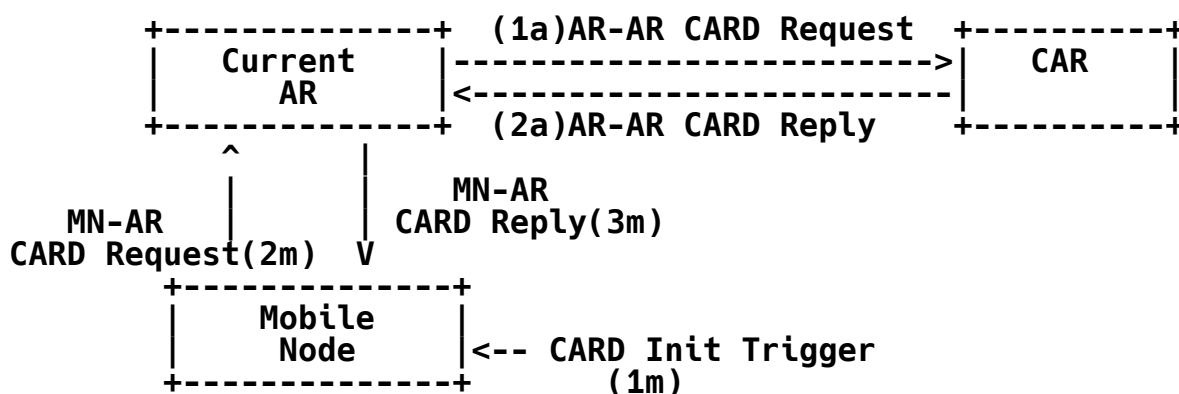 +--------------+  (1a)AR-AR CARD Request  +----------+
|   Current    |------------------------->|   CAR    |
|      AR      |<-------------------------|          |
+--------------+  (2a)AR-AR CARD Reply    +----------+
^      |
|      |    MN-AR
MN-AR   |      | CARD Reply(3m)
CARD Request(2m)  V
+--------------+
|    Mobile    |
|     Node     |<-- CARD Init Trigger
+--------------+       (1m)